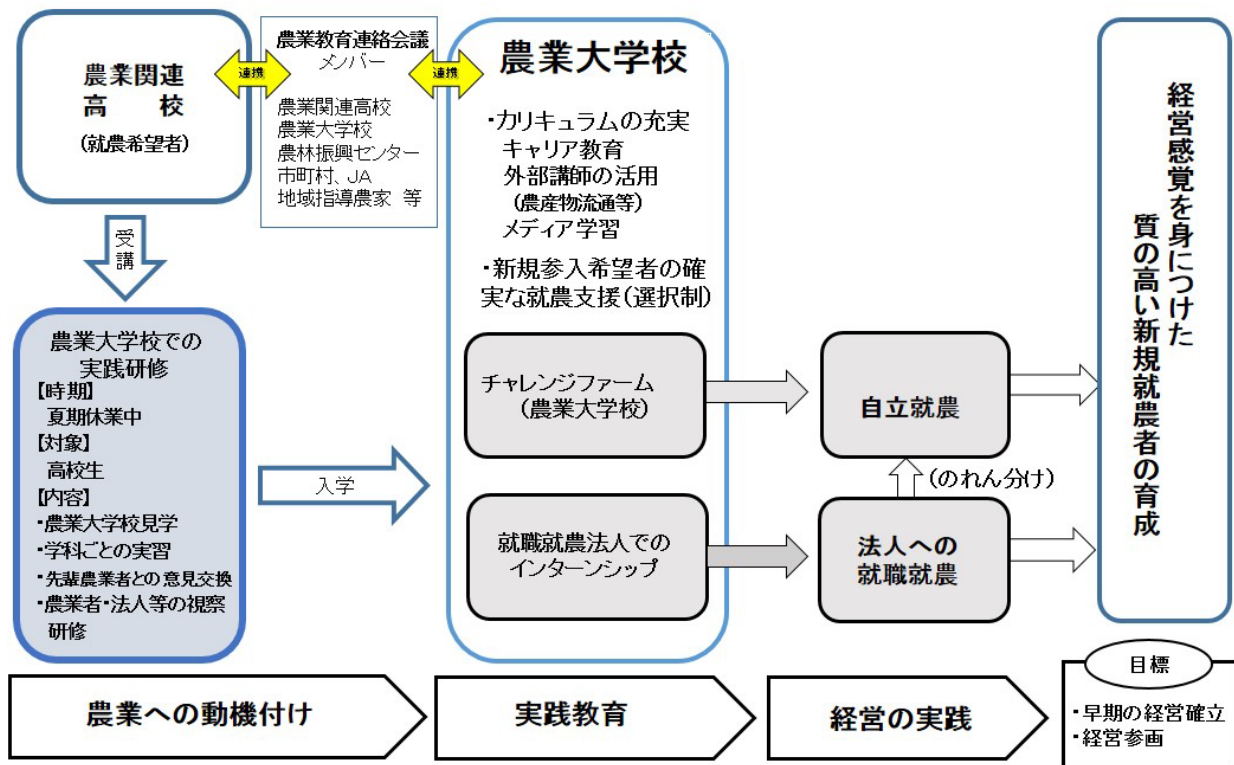 農業関連
高　校
(就農希望者)
連携
農業教育連絡会議
メンバー
農業関連高校
農業大学校
農林振興センター
市町村、JA
地域指導農家 等
連携
受講
農業大学校での
実践研修
【時期】
夏期休業中
【対象】
高校生
【内容】
・農業大学校見学
・学科ごとの実習
・先輩農業者との意見交換
・農業者・法人等の視察
研修
入学
農業大学校
・カリキュラムの充実
キャリア教育
外部講師の活用
(農産物流通等)
メディア学習
・新規参入希望者の確
実な就農支援(選択制)
チャレンジファーム
(農業大学校)
就職就農法人での
インターンシップ
自立就農
(のれん分け)
法人への
就職就農
経営感覚を身につけた
質の高い新規就農者の育成
農業への動機付け
実践教育
経営の実践
目標
・早期の経営確立
・経営参画